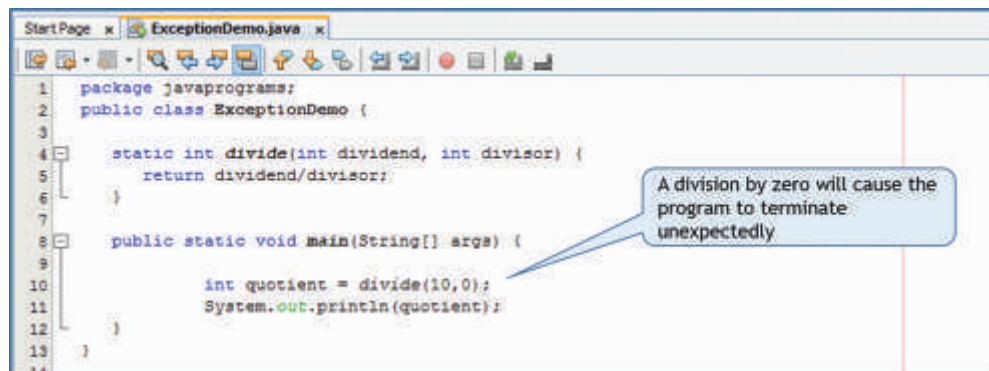 Start Page x ExceptionDemo.java x
1 package javaprograms;
2 public class ExceptionDemo {
3
4 static int divide(int dividend, int divisor) {
5 return dividend/divisor;
6 }
7
8 public static void main(String[] args) {
9
10 int quotient = divide(10,0);
11 System.out.println(quotient);
12 }
13 }
A division by zero will cause the
program to terminate
unexpectedly